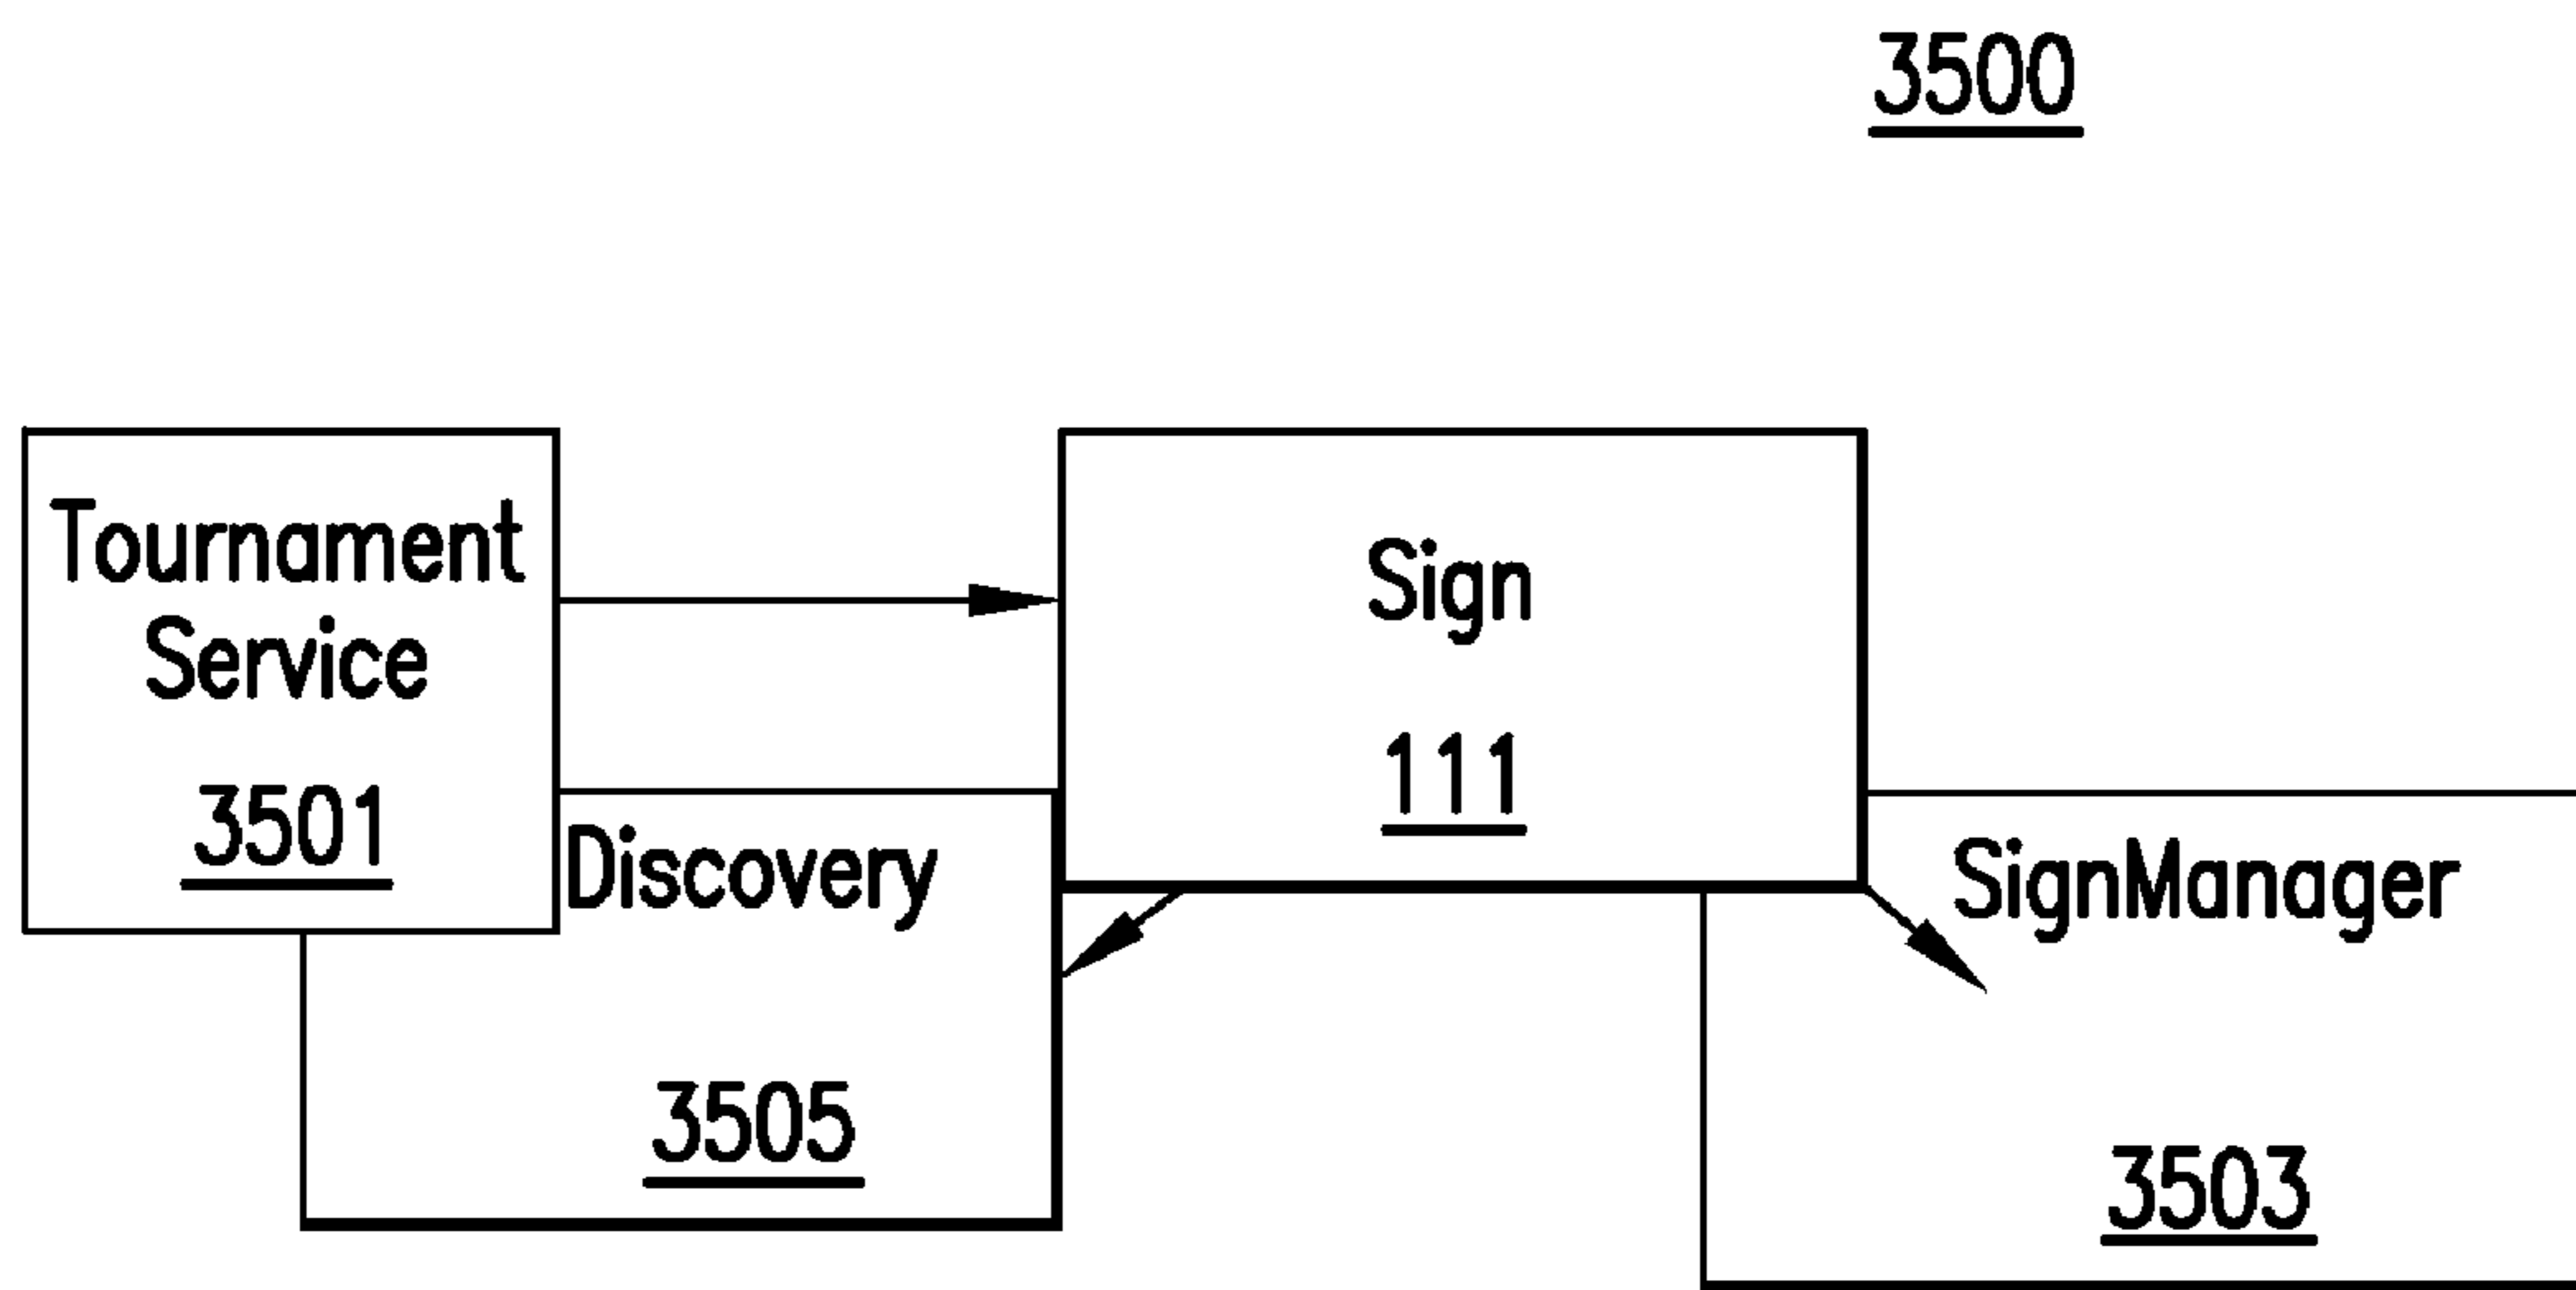 3500
Tournament
Service
3501
Sign
111
Discovery
3505
SignManager
3503